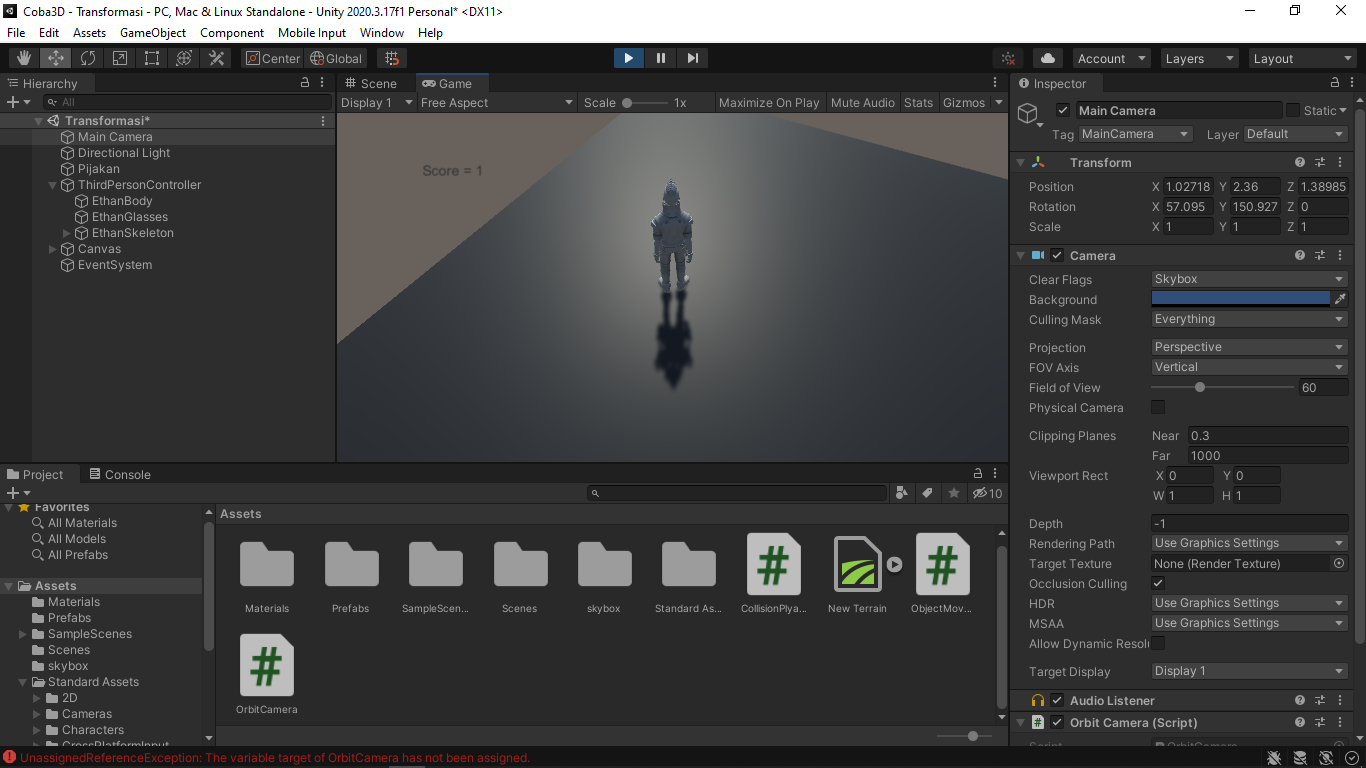 Coba3D - Transformasi - PC, Mac & Linux Standalone - Unity 2020.3.17f1 Personal* <DX11>
File Edit Assets GameObject Component Mobile Input Window Help
Center Global Account Layers Layout
Hierarchy
All
Transformasi*
Main Camera
Directional Light
Pijakan
ThirdPersonController
EthanBody
EthanGlasses
EthanSkeleton
Canvas
EventSystem
Scene Game
Display 1 Free Aspect Scale 1x Maximize On Play Mute Audio Stats Gizmos
Score = 1
Project Console
10
Favorites
All Materials
All Models
All Prefabs
Assets
Materials
Prefabs
SampleScenes
Scenes
skybox
Standard Assets
2D
Cameras
Characters
CrossPlatformInput
Assets
Materials Prefabs SampleScen... Scenes skybox Standard As... CollisionPlya... New Terrain ObjectMov...
OrbitCamera
Inspector
Main Camera Static
Tag MainCamera Layer Default
Transform
Position X 1.02718 Y 2.36 Z 1.38985
Rotation X 57.095 Y 150.927 Z 0
Scale X 1 Y 1 Z 1
Camera
Clear Flags Skybox
Background
Culling Mask Everything
Projection Perspective
FOV Axis Vertical
Field of View 60
Physical Camera
Clipping Planes Near 0.3
Far 1000
Viewport Rect X 0 Y 0
W 1 H 1
Depth -1
Rendering Path Use Graphics Settings
Target Texture None (Render Texture)
Occlusion Culling
HDR Use Graphics Settings
MSAA Use Graphics Settings
Allow Dynamic Resol
Target Display Display 1
Audio Listener
Orbit Camera (Script)
Script OrbitCamera
UnassignedReferenceException: The variable target of OrbitCamera has not been assigned.